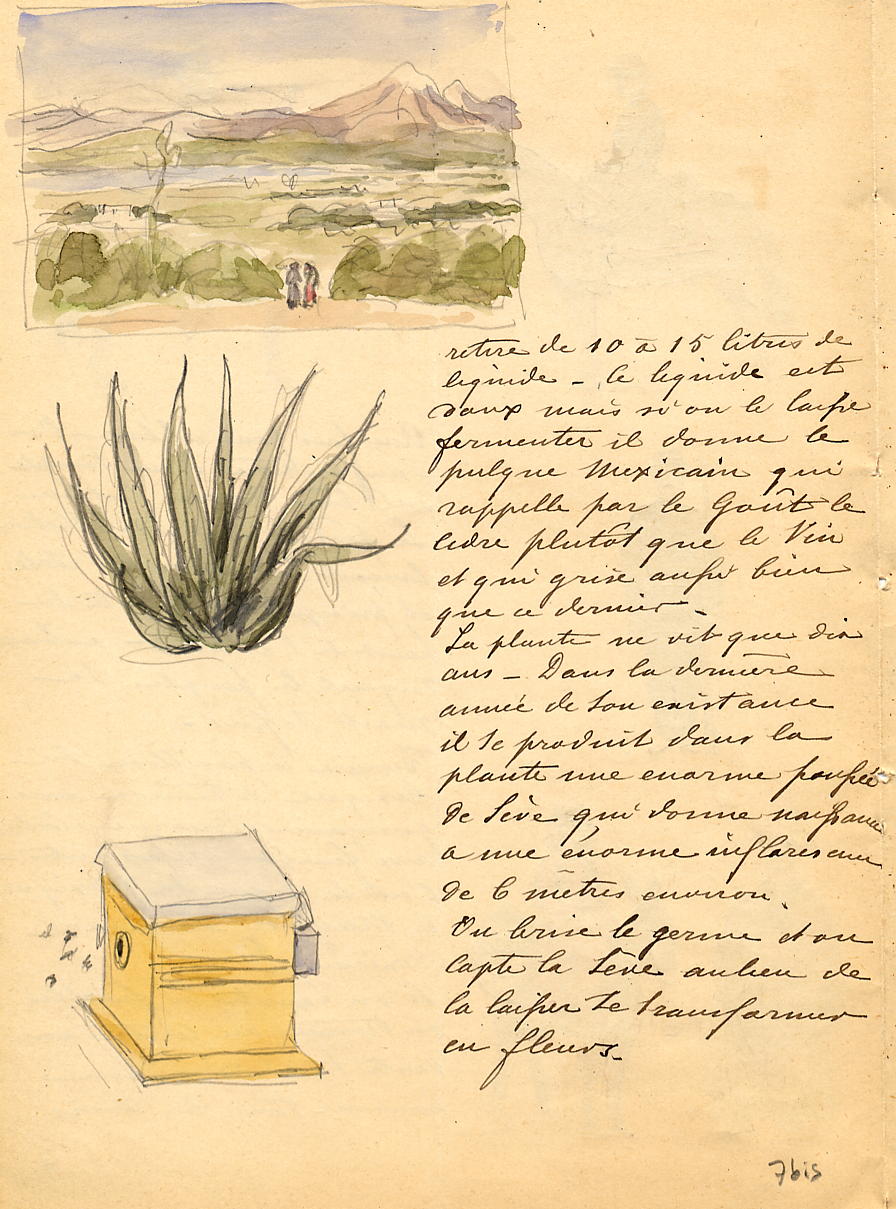 retire de 10 à 15 litres de
liquide - le liquide est
doux mais si on le laisse
fermenter il donne le
pulque Mexicain qui
rappelle par le Goût le
cidre plutôt que le Vin
et qui grise aussi bien
que ce dernier -
La plante ne vit que dix
ans - Dans la dernière
année de son existance
il se produit dans la
plante une enorme poussée
de Sève qui donne naissance
a une énorme inflorescence
de 6 mètres environ.
On brise le germe et on
capte la Sève au lieu de
la laisser se transformer
en fleurs.
7bis